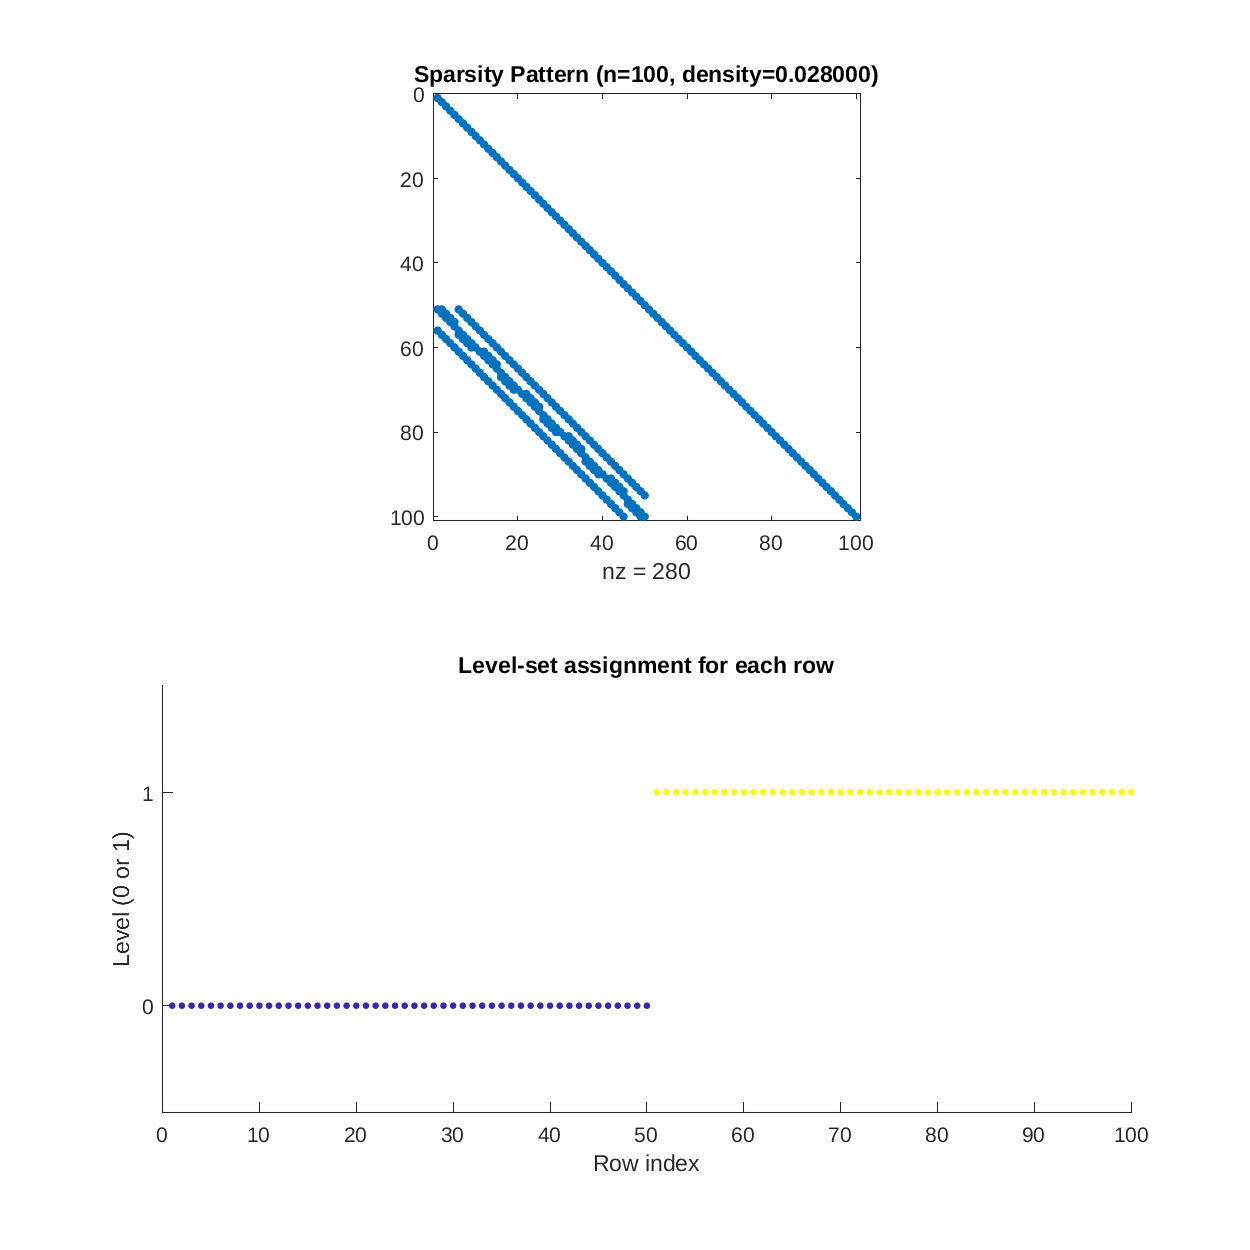 Sparsity Pattern (n=100, density=0.028000)
0
20
40
60
80
100
0 20 40 60 80 100
nz = 280
Level-set assignment for each row
1
0
Level (0 or 1)
0 10 20 30 40 50 60 70 80 90 100
Row index